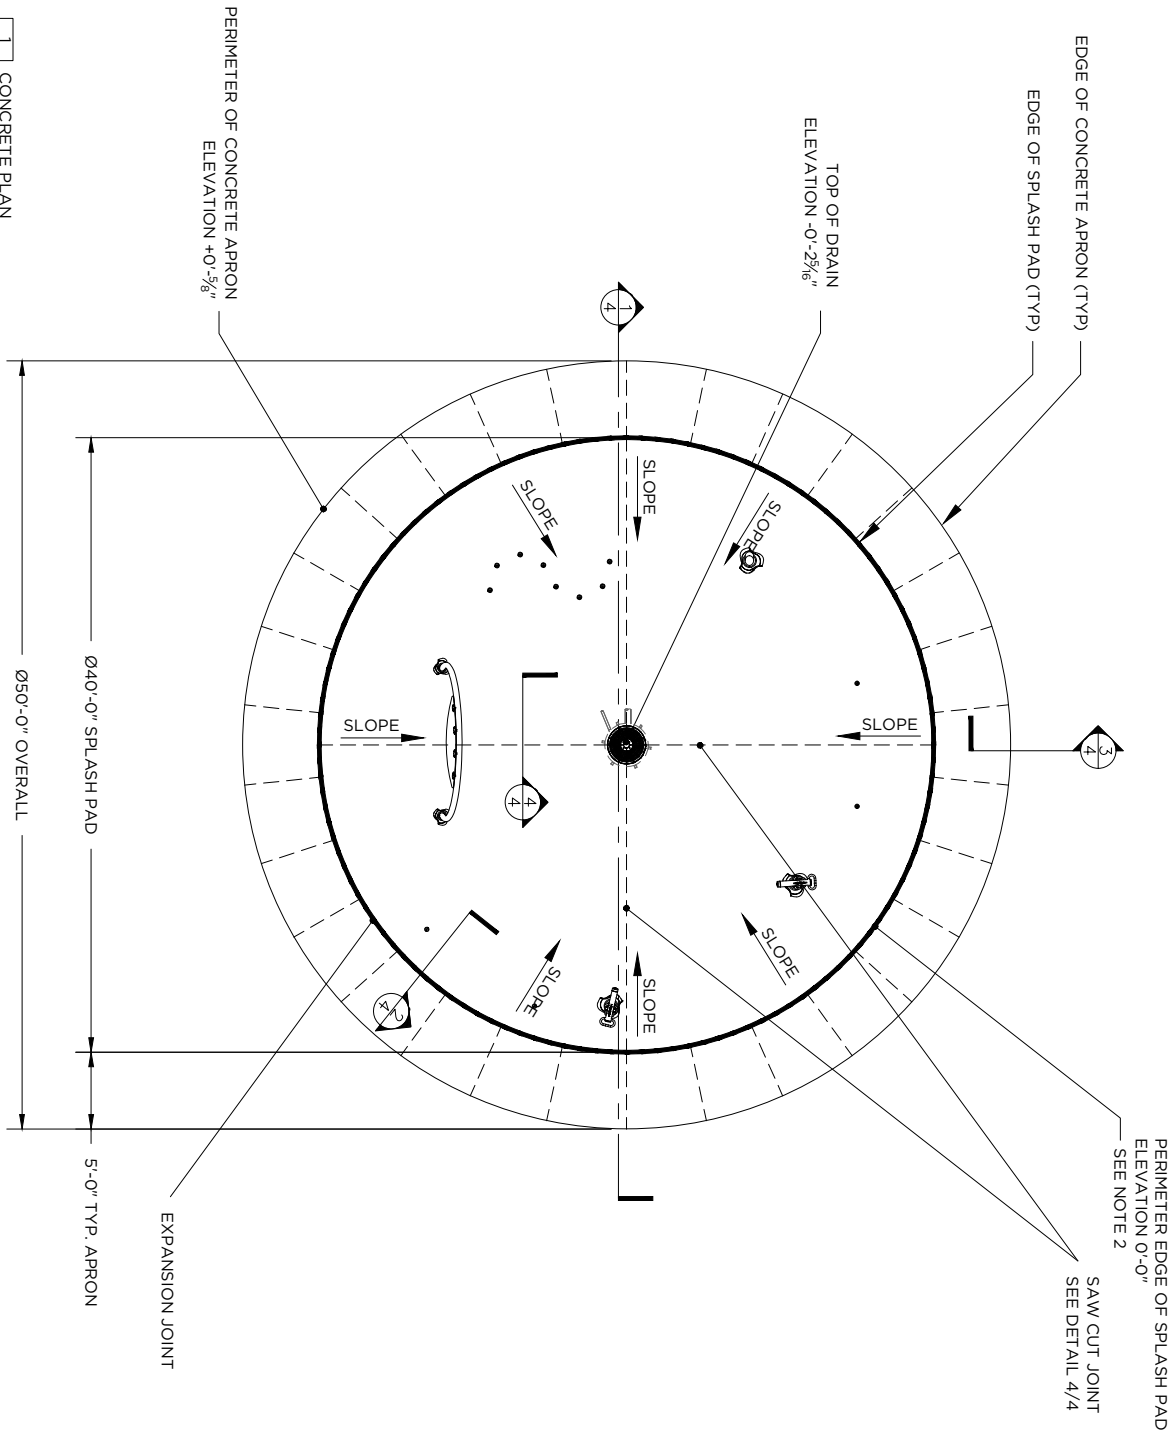 EDGE OF CONCRETE APRON (TYP)
EDGE OF SPLASH PAD (TYP)
TOP OF DRAIN
ELEVATION -0'-2 5/16"
PERIMETER OF CONCRETE APRON
ELEVATION +0'-5/8"
1
CONCRETE PLAN
1
4
3
4
4
4
2
4
SLOPE
SLOPE
SLOPE
SLOPE
SLOPE
SLOPE
SLOPE
SLOPE
PERIMETER EDGE OF SPLASH PAD
ELEVATION 0'-0"
SEE NOTE 2
SAW CUT JOINT
SEE DETAIL 4/4
EXPANSION JOINT
5'-0" TYP. APRON
Ø40'-0" SPLASH PAD
Ø50'-0" OVERALL